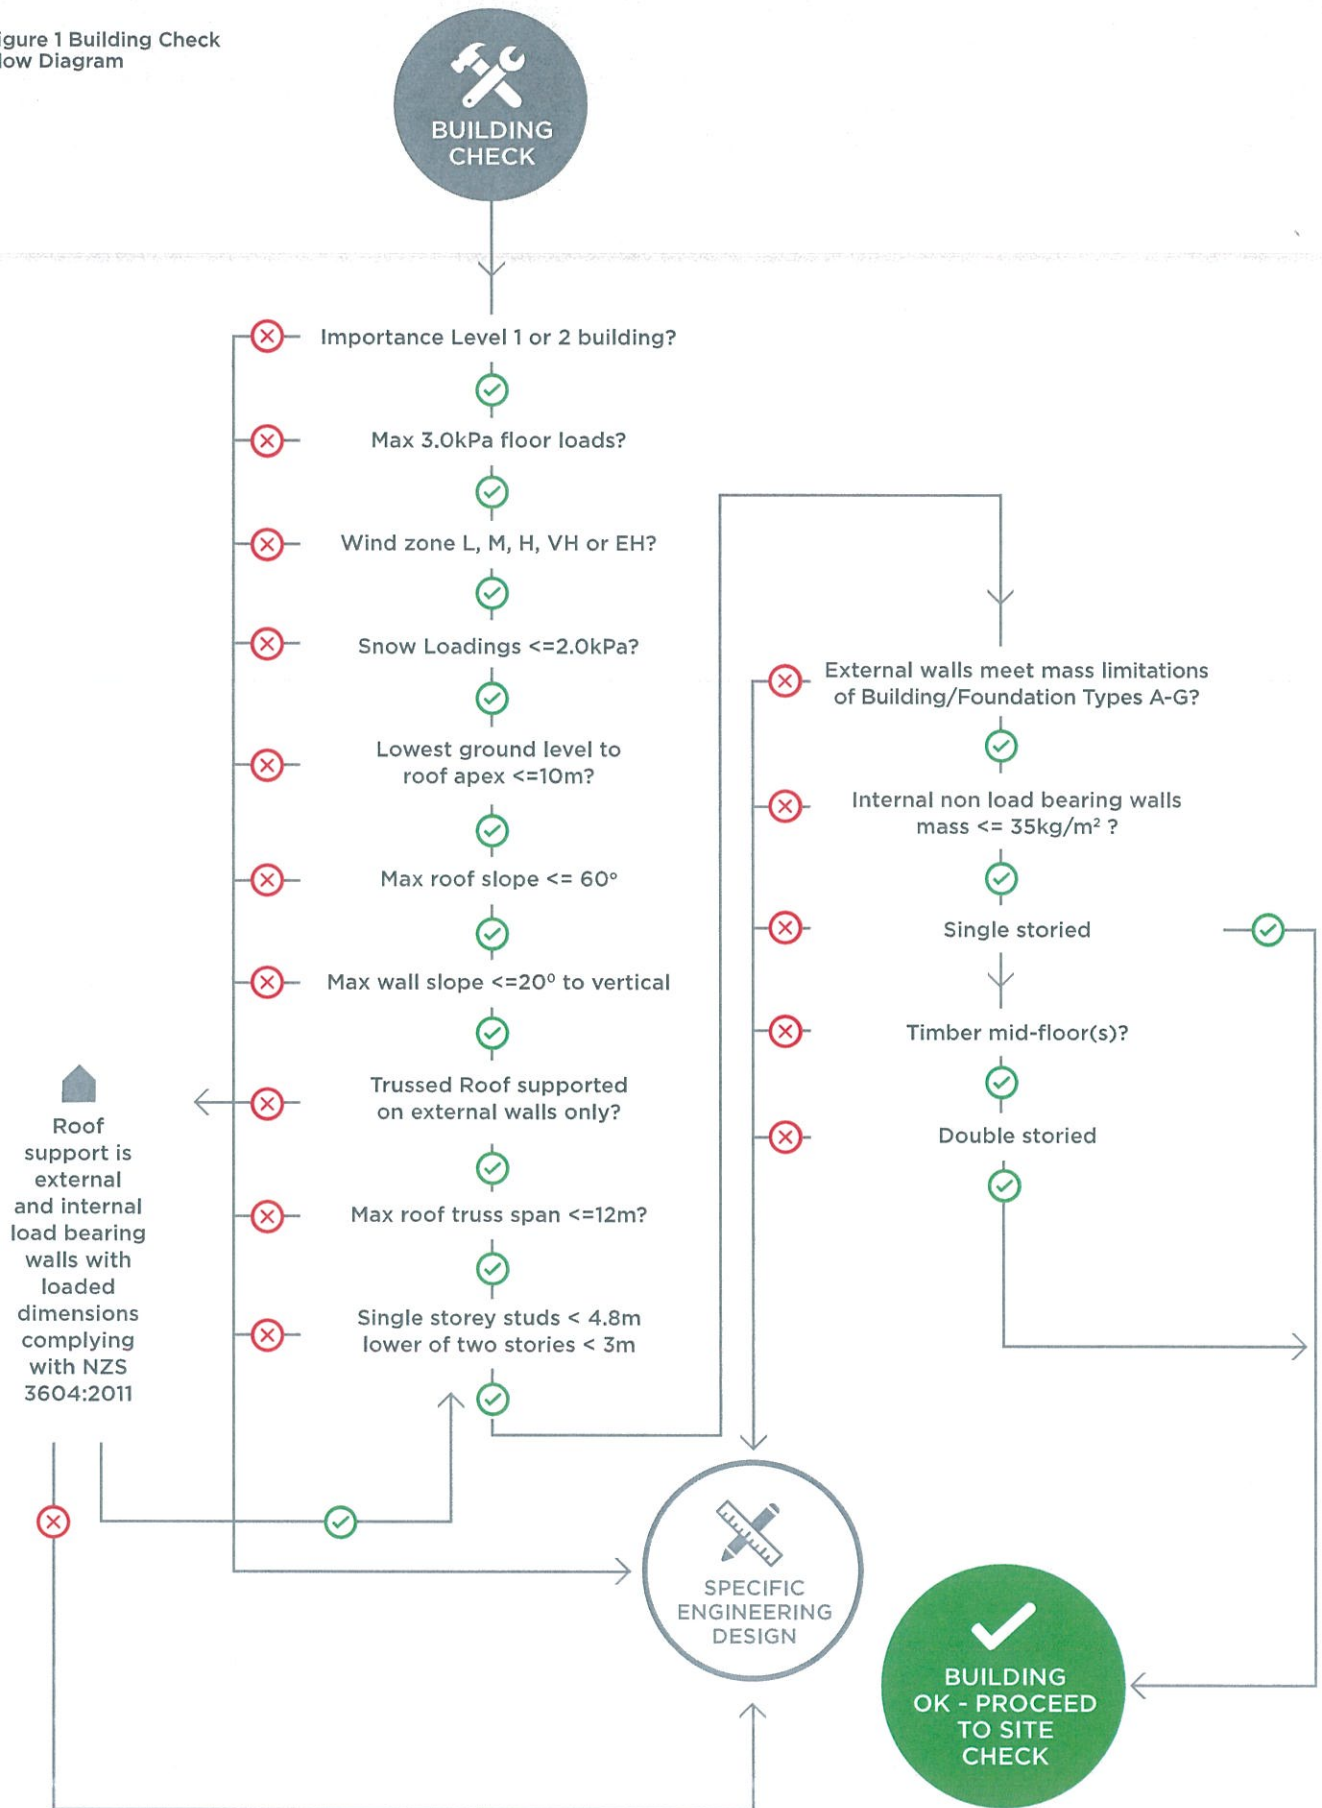 igure 1 Building Check
low Diagram
BUILDING
CHECK
Importance Level 1 or 2 building?
Max 3.0kPa floor loads?
Wind zone L, M, H, VH or EH?
Snow Loadings <=2.0kPa?
Lowest ground level to
roof apex <=10m?
Max roof slope <= 60°
Max wall slope <=20⁰ to vertical
Trussed Roof supported
on external walls only?
Max roof truss span <=12m?
Single storey studs < 4.8m
lower of two stories < 3m
Roof
support is
external
and internal
load bearing
walls with
loaded
dimensions
complying
with NZS
3604:2011
External walls meet mass limitations
of Building/Foundation Types A-G?
Internal non load bearing walls
mass <= 35kg/m² ?
Single storied
Timber mid-floor(s)?
Double storied
SPECIFIC
ENGINEERING
DESIGN
BUILDING
OK - PROCEED
TO SITE
CHECK